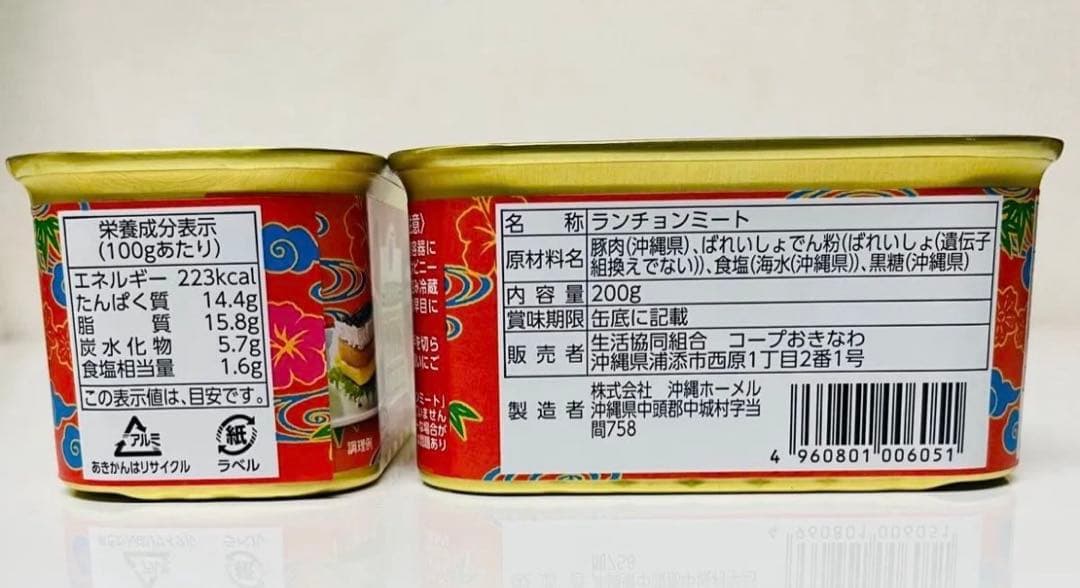 栄養成分表示
(100gあたり)
エネルギー 223kcal
たんぱく質 14.4g
脂質 15.8g
炭水化物 5.7g
食塩相当量 1.6g
この表示値は、目安です。
アルミ
あきかんはリサイクル
紙
ラベル
調理例
名称 ランチョンミート
原材料名 豚肉(沖縄県)、ばれいしょでん粉(ばれいしょ(遺伝子
組換えでない))、食塩(海水(沖縄県))、黒糖(沖縄県)
内容量 200g
賞味期限 缶底に記載
販売者 生活協同組合 コープおきなわ
沖縄県浦添市西原1丁目2番1号
製造者 株式会社 沖縄ホーメル
沖縄県中頭郡中城村字当
間758
4 960801 006051